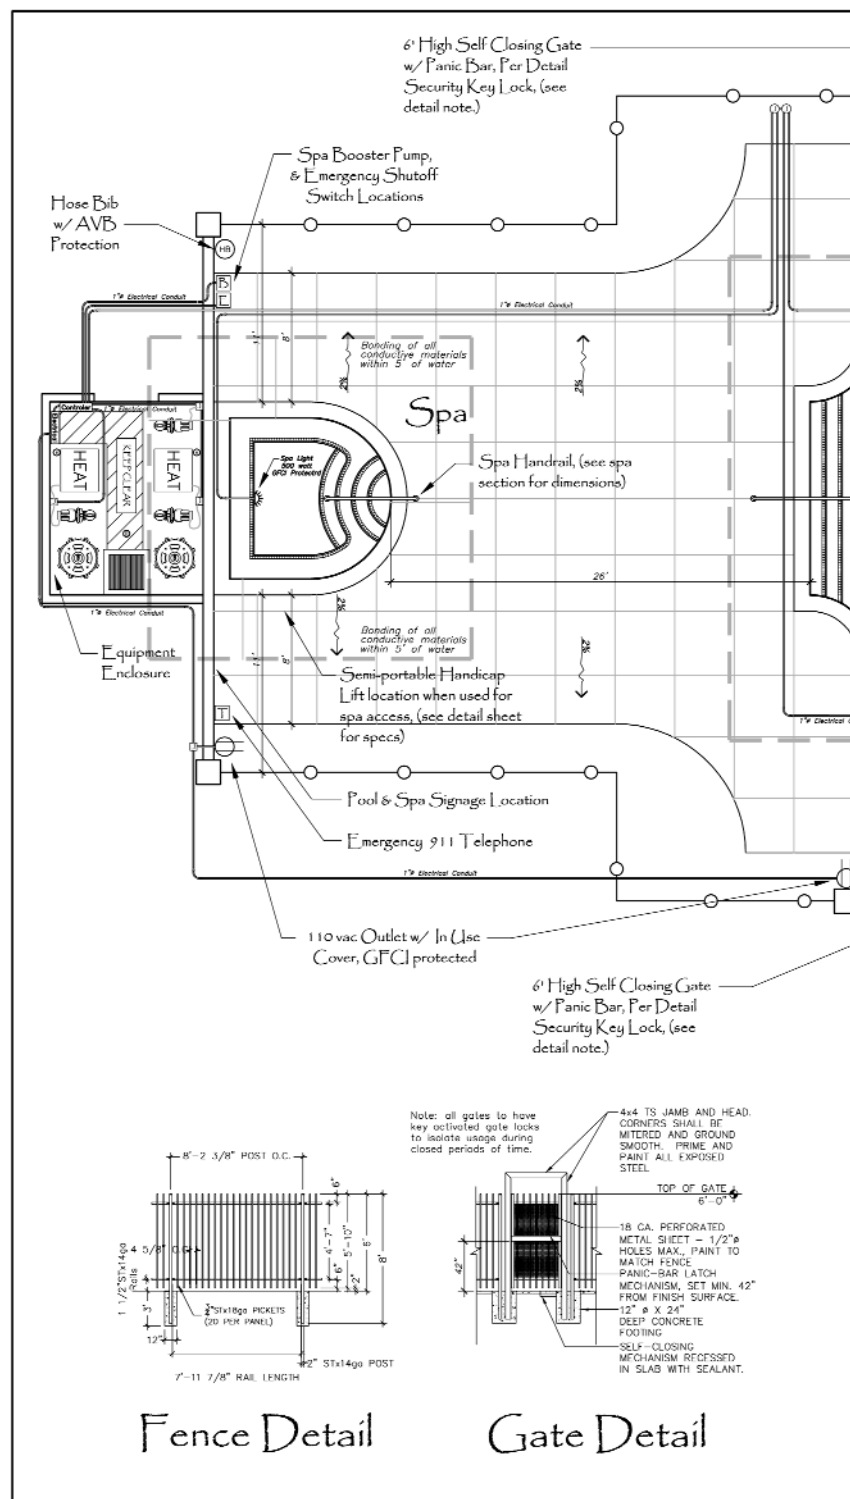 6' High Self Closing Gate
w/ Panic Bar, Per Detail
Security Key Lock, (see
detail note.)
Spa Booster Pump,
& Emergency Shutoff
Switch Locations
Hose Bib
w/ AVB
Protection
HB
B
E
1"ø Electrical Conduit
1"ø Electrical Conduit
11'
8'
2%
2%
Bonding of all
conductive materials
within 5' of water
Spa
Controler
1"ø Electrical Conduit
HEAT
KEEP CLEAR
HEAT
Spa Light
500 watt
GFCI Protected
Spa Handrail, (see spa
section for dimensions)
26'
1"ø Electrical Conduit
2%
2%
Bonding of all
conductive materials
within 5' of water
11'
8'
Equipment
Enclosure
Semi-portable Handicap
Lift location when used for
spa access, (see detail sheet
for specs)
T
1"ø Electrical C
Pool & Spa Signage Location
Emergency 911 Telephone
1"ø Electrical Conduit
110 vac Outlet w/ In Use
Cover, GFCI protected
6' High Self Closing Gate
w/ Panic Bar, Per Detail
Security Key Lock, (see
detail note.)
Note: all gates to have
key activated gate locks
to isolate usage during
closed periods of time.
4x4 TS JAMB AND HEAD.
CORNERS SHALL BE
MITERED AND GROUND
SMOOTH. PRIME AND
PAINT ALL EXPOSED
STEEL
TOP OF GATE
6'-0"
18 CA. PERFORATED
METAL SHEET - 1/2"ø
HOLES MAX., PAINT TO
MATCH FENCE
PANIC-BAR LATCH
MECHANISM, SET MIN. 42"
FROM FINISH SURFACE.
12" ø X 24"
DEEP CONCRETE
FOOTING
SELF-CLOSING
MECHANISM RECESSED
IN SLAB WITH SEALANT.
42"
8'-2 3/8" POST O.C.
6"
4 5/8" O.C.
4'-7"
5'-10"
6'
8'
6"
2"
1 1/2"STx14ga
Rails
3'
12"
"STx18ga PICKETS
(20 PER PANEL)
2" STx14ga POST
7'-11 7/8" RAIL LENGTH
Fence Detail
Gate Detail